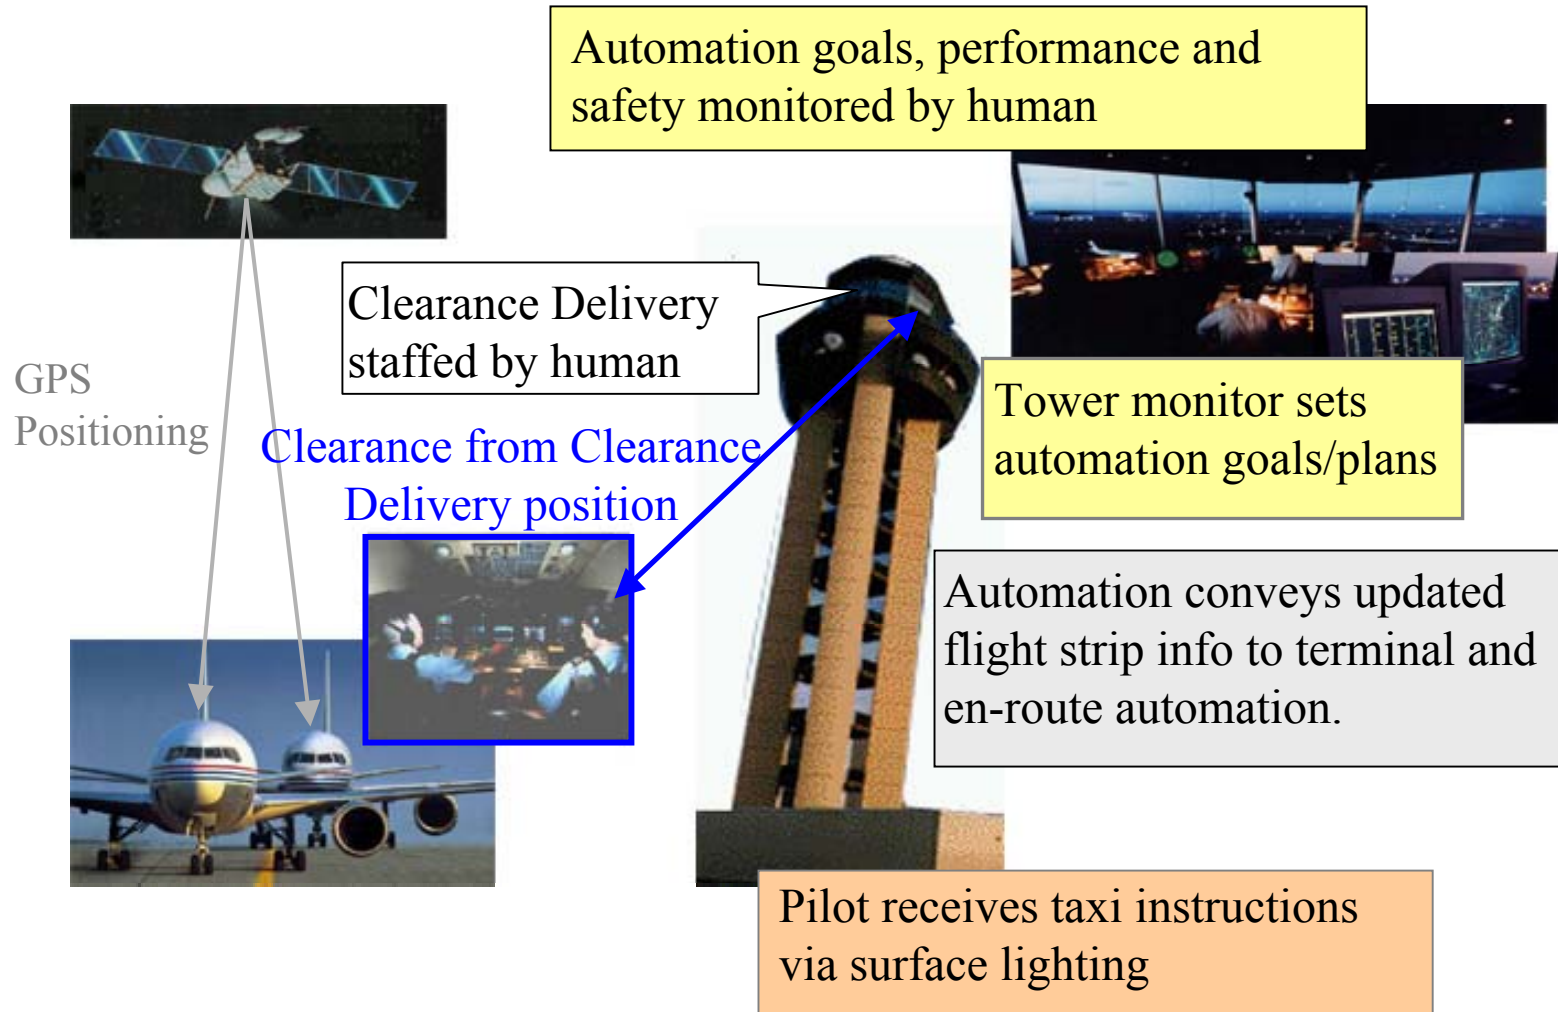 Automation goals, performance and
safety monitored by human
Clearance Delivery
staffed by human
GPS
Positioning
Clearance from Clearance
Delivery position
Tower monitor sets
automation goals/plans
Automation conveys updated
flight strip info to terminal and
en-route automation.
Pilot receives taxi instructions
via surface lighting